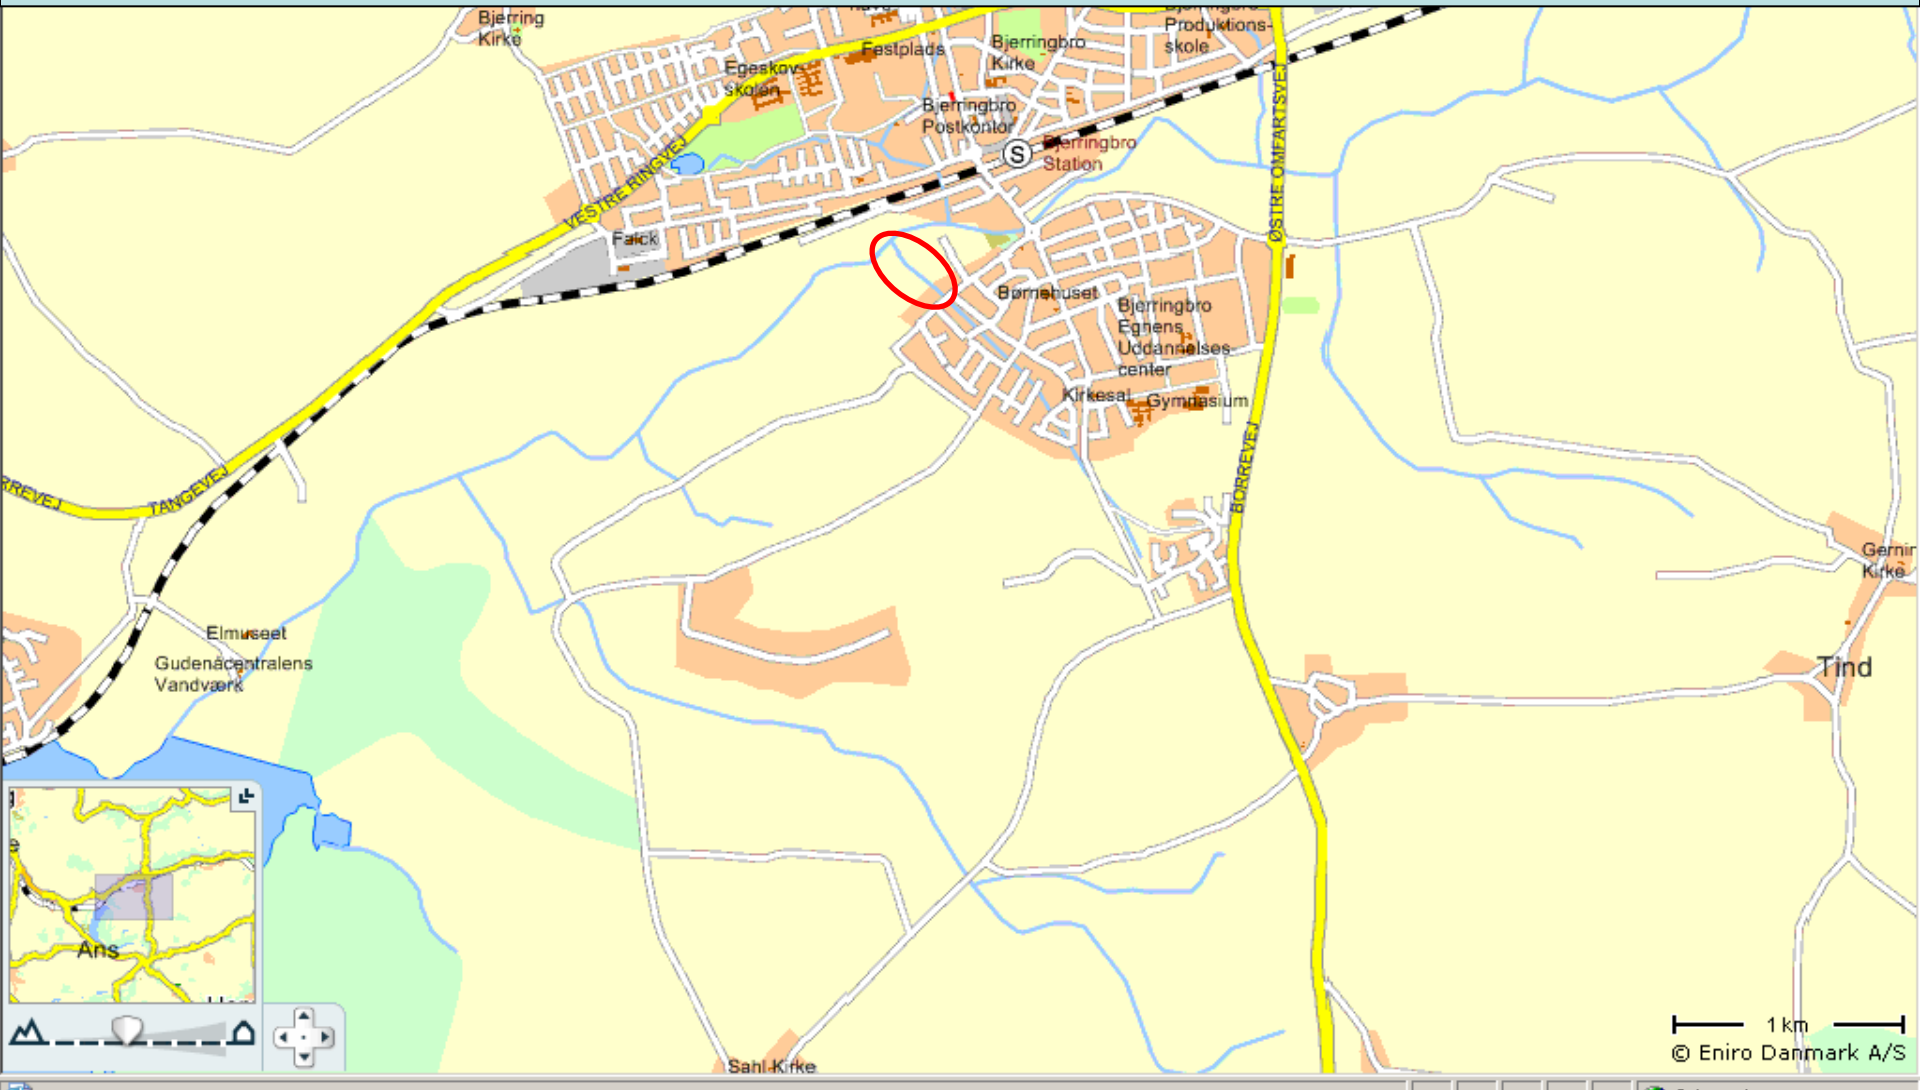 Bjerring
Kirke
Produktions-
skole
Festplads
Bjerringbro
Kirke
Egeskov-
skolen
Bjerringbro
Postkontor
S
Bjerringbro
Station
VESTRE RINGVEJ
ØSTRE OMFARTSVEJ
Falck
Børnehuset
Bjerringbro
Egnens
Uddannelses-
center
Kirkesal
Gymnasium
BORREVEJ
TANGEVEJ
RREVEJ
Gernin
Kirke
Elmuseet
Gudenåcentralens
Vandværk
Tind
Ans
1 km
© Eniro Danmark A/S
Sahl Kirke